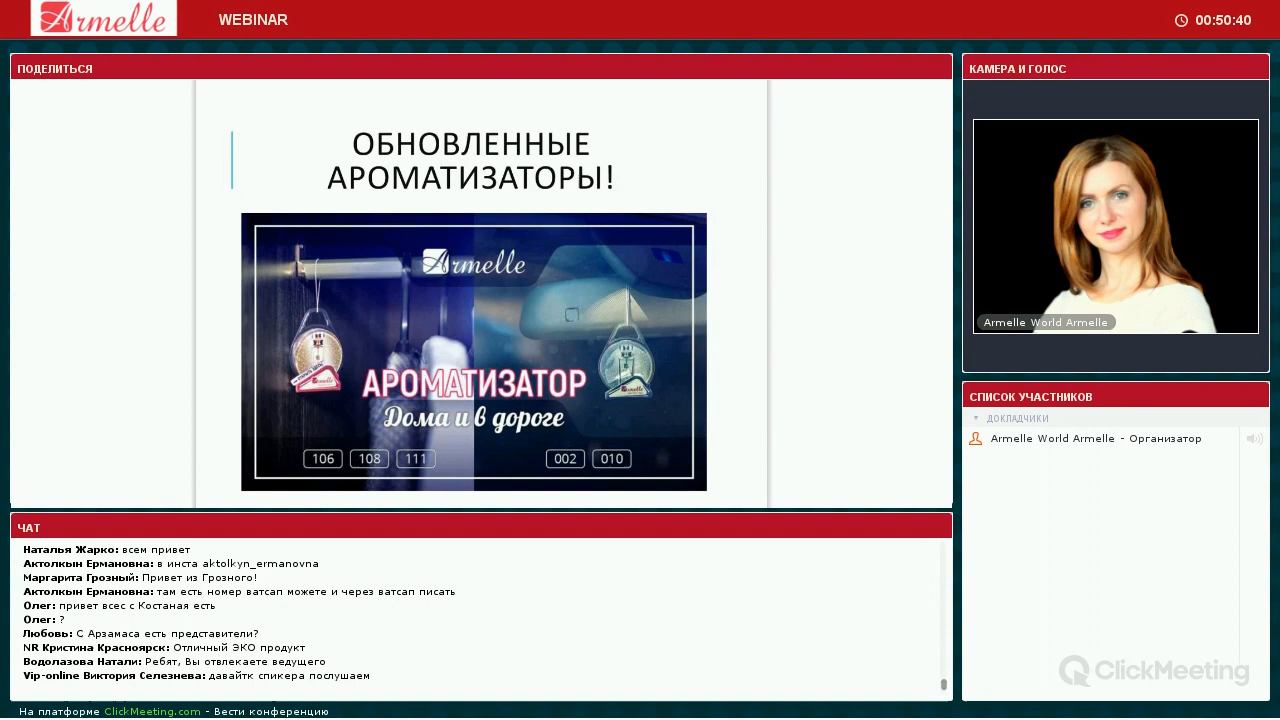 Armelle
WEBINAR
00:50:40
ПОДЕЛИТЬСЯ
ОБНОВЛЕННЫЕ
АРОМАТИЗАТОРЫ!
Armelle
АРОМАТИЗАТОР
Дома и в дороге
106 108 111 002 010
КАМЕРА И ГОЛОС
Armelle World Armelle
СПИСОК УЧАСТНИКОВ
ДОКЛАДЧИКИ
Armelle World Armelle - Организатор
ClickMeeting
ЧАТ
Наталья Жарко: всем привет
Актолкын Ермановна: в инста aktolkyn_ermanovna
Маргарита Грозный: Привет из Грозного!
Актолкын Ермановна: там есть номер ватсап можете и через ватсап писать
Олег: привет всес с Костаная есть
Олег: ?
Любовь: С Арзамаса есть представители?
NR Кристина Красноярск: Отличный ЭКО продукт
Водолазова Натали: Ребят, Вы отвлекаете ведущего
Vip-online Виктория Селезнева: давайтк спикера послушаем
На платформе ClickMeeting.com - Вести конференцию